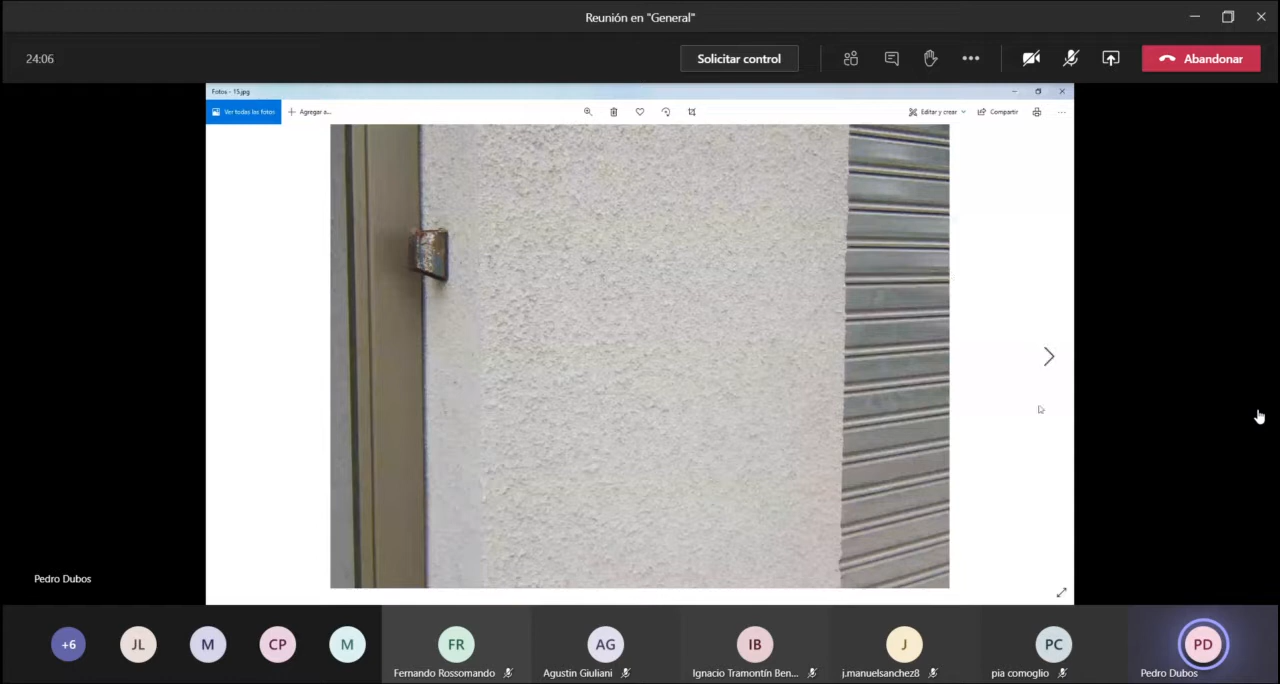 Reunión en "General"
24:06
Solicitar control
Abandonar
Fotos - 15.jpg
Ver todas las fotos
Agregar a...
Editar y crear
Compartir
Pedro Dubos
+6
JL
M
CP
M
FR
AG
IB
J
PC
PD
Fernando Rossomando
Agustin Giuliani
Ignacio Tramontín Ben...
j.manuelsanchez8
pia comoglio
Pedro Dubos